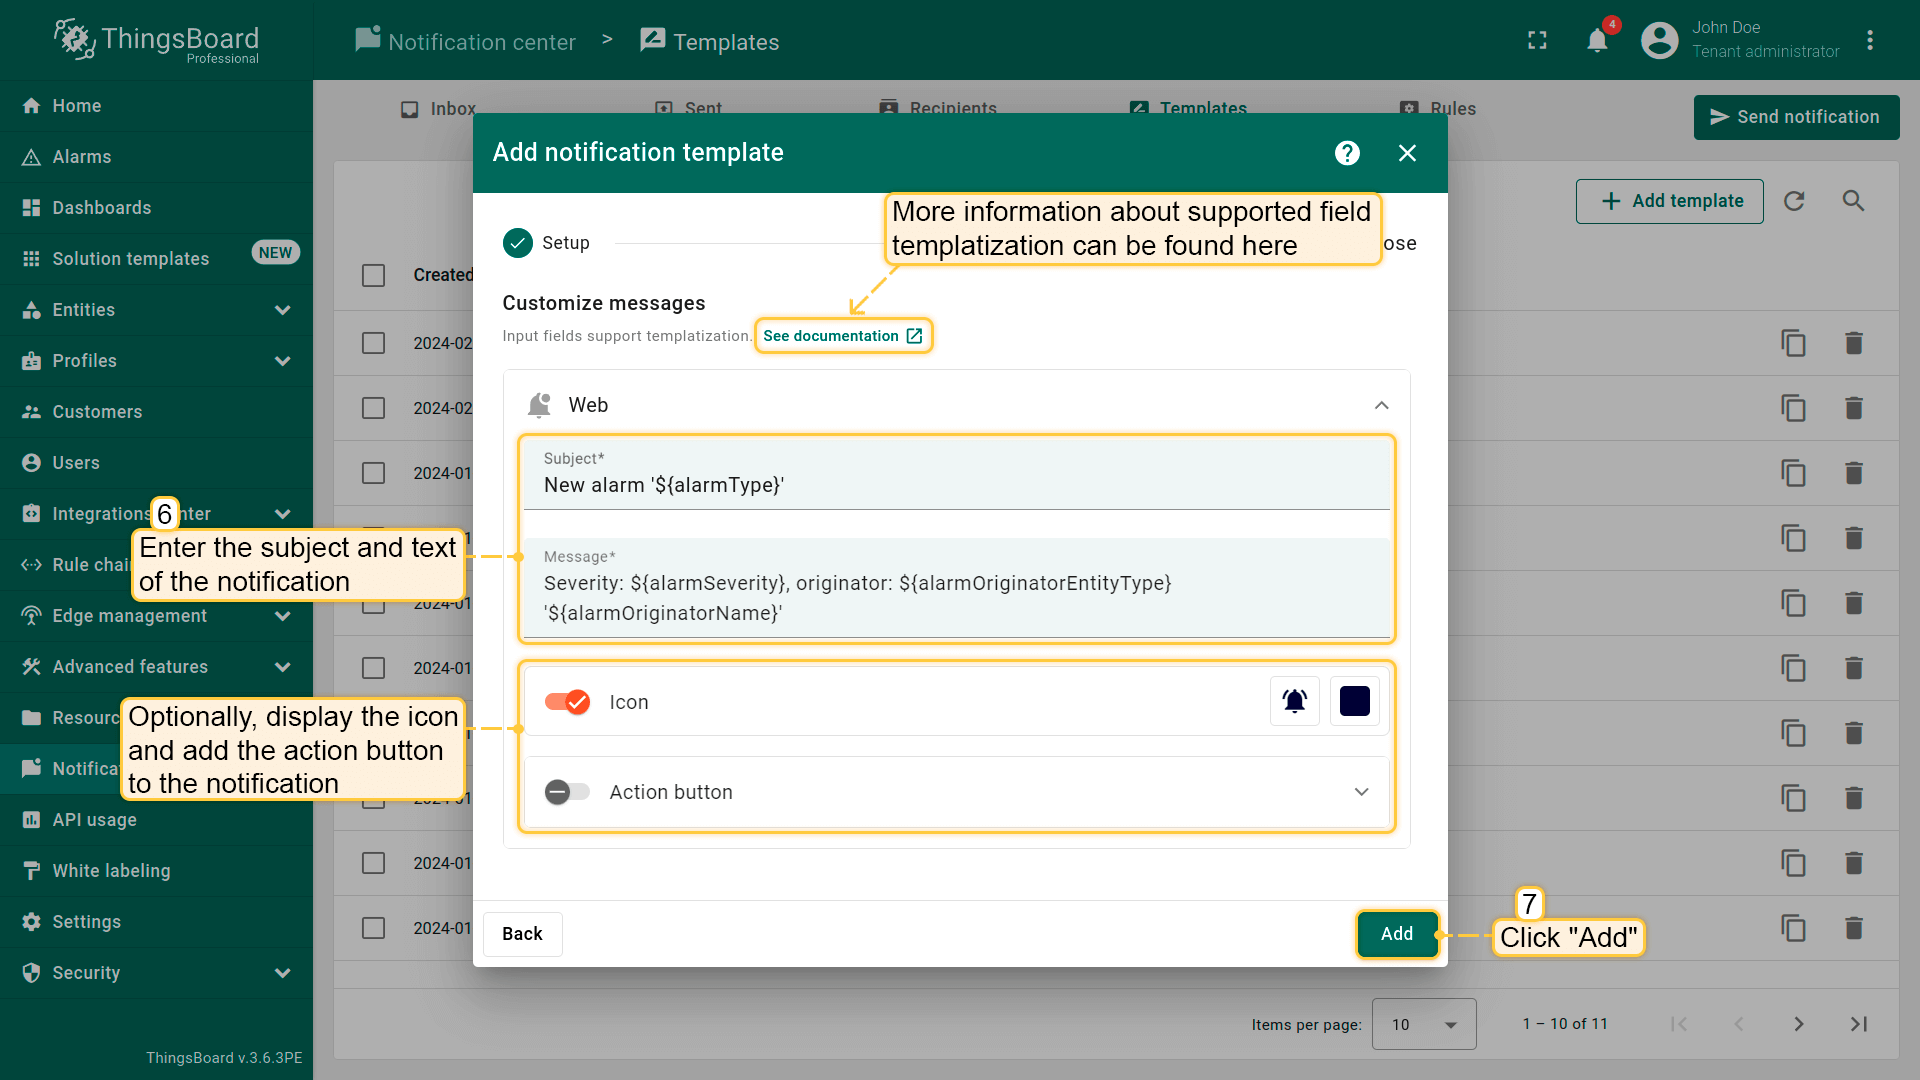 ThingsBoard
Professional
Notification center > Templates
4
John Doe
Tenant administrator
Home
Alarms
Dashboards
Solution templates NEW
Entities
Profiles
Customers
Users
Integrations nter
Rule chai
Edge management
Advanced features
Resourc
Notifica
API usage
White labeling
Settings
Security
ThingsBoard v.3.6.3PE
Inbox Sent Recipients Templates Rules
Send notification
Add template
Created
2024-02
2024-02
2024-01
2024-01
2024-01
2024-01
2024-01
Add notification template
?
Setup
ose
More information about supported field
templatization can be found here
Customize messages
Input fields support templatization. See documentation
Web
Subject*
New alarm '${alarmType}'
Message*
Severity: ${alarmSeverity}, originator: ${alarmOriginatorEntityType}
'${alarmOriginatorName}'
6
Enter the subject and text
of the notification
Icon
Optionally, display the icon
and add the action button
to the notification
Action button
Back
Add
7
Click "Add"
Items per page: 10 1 – 10 of 11